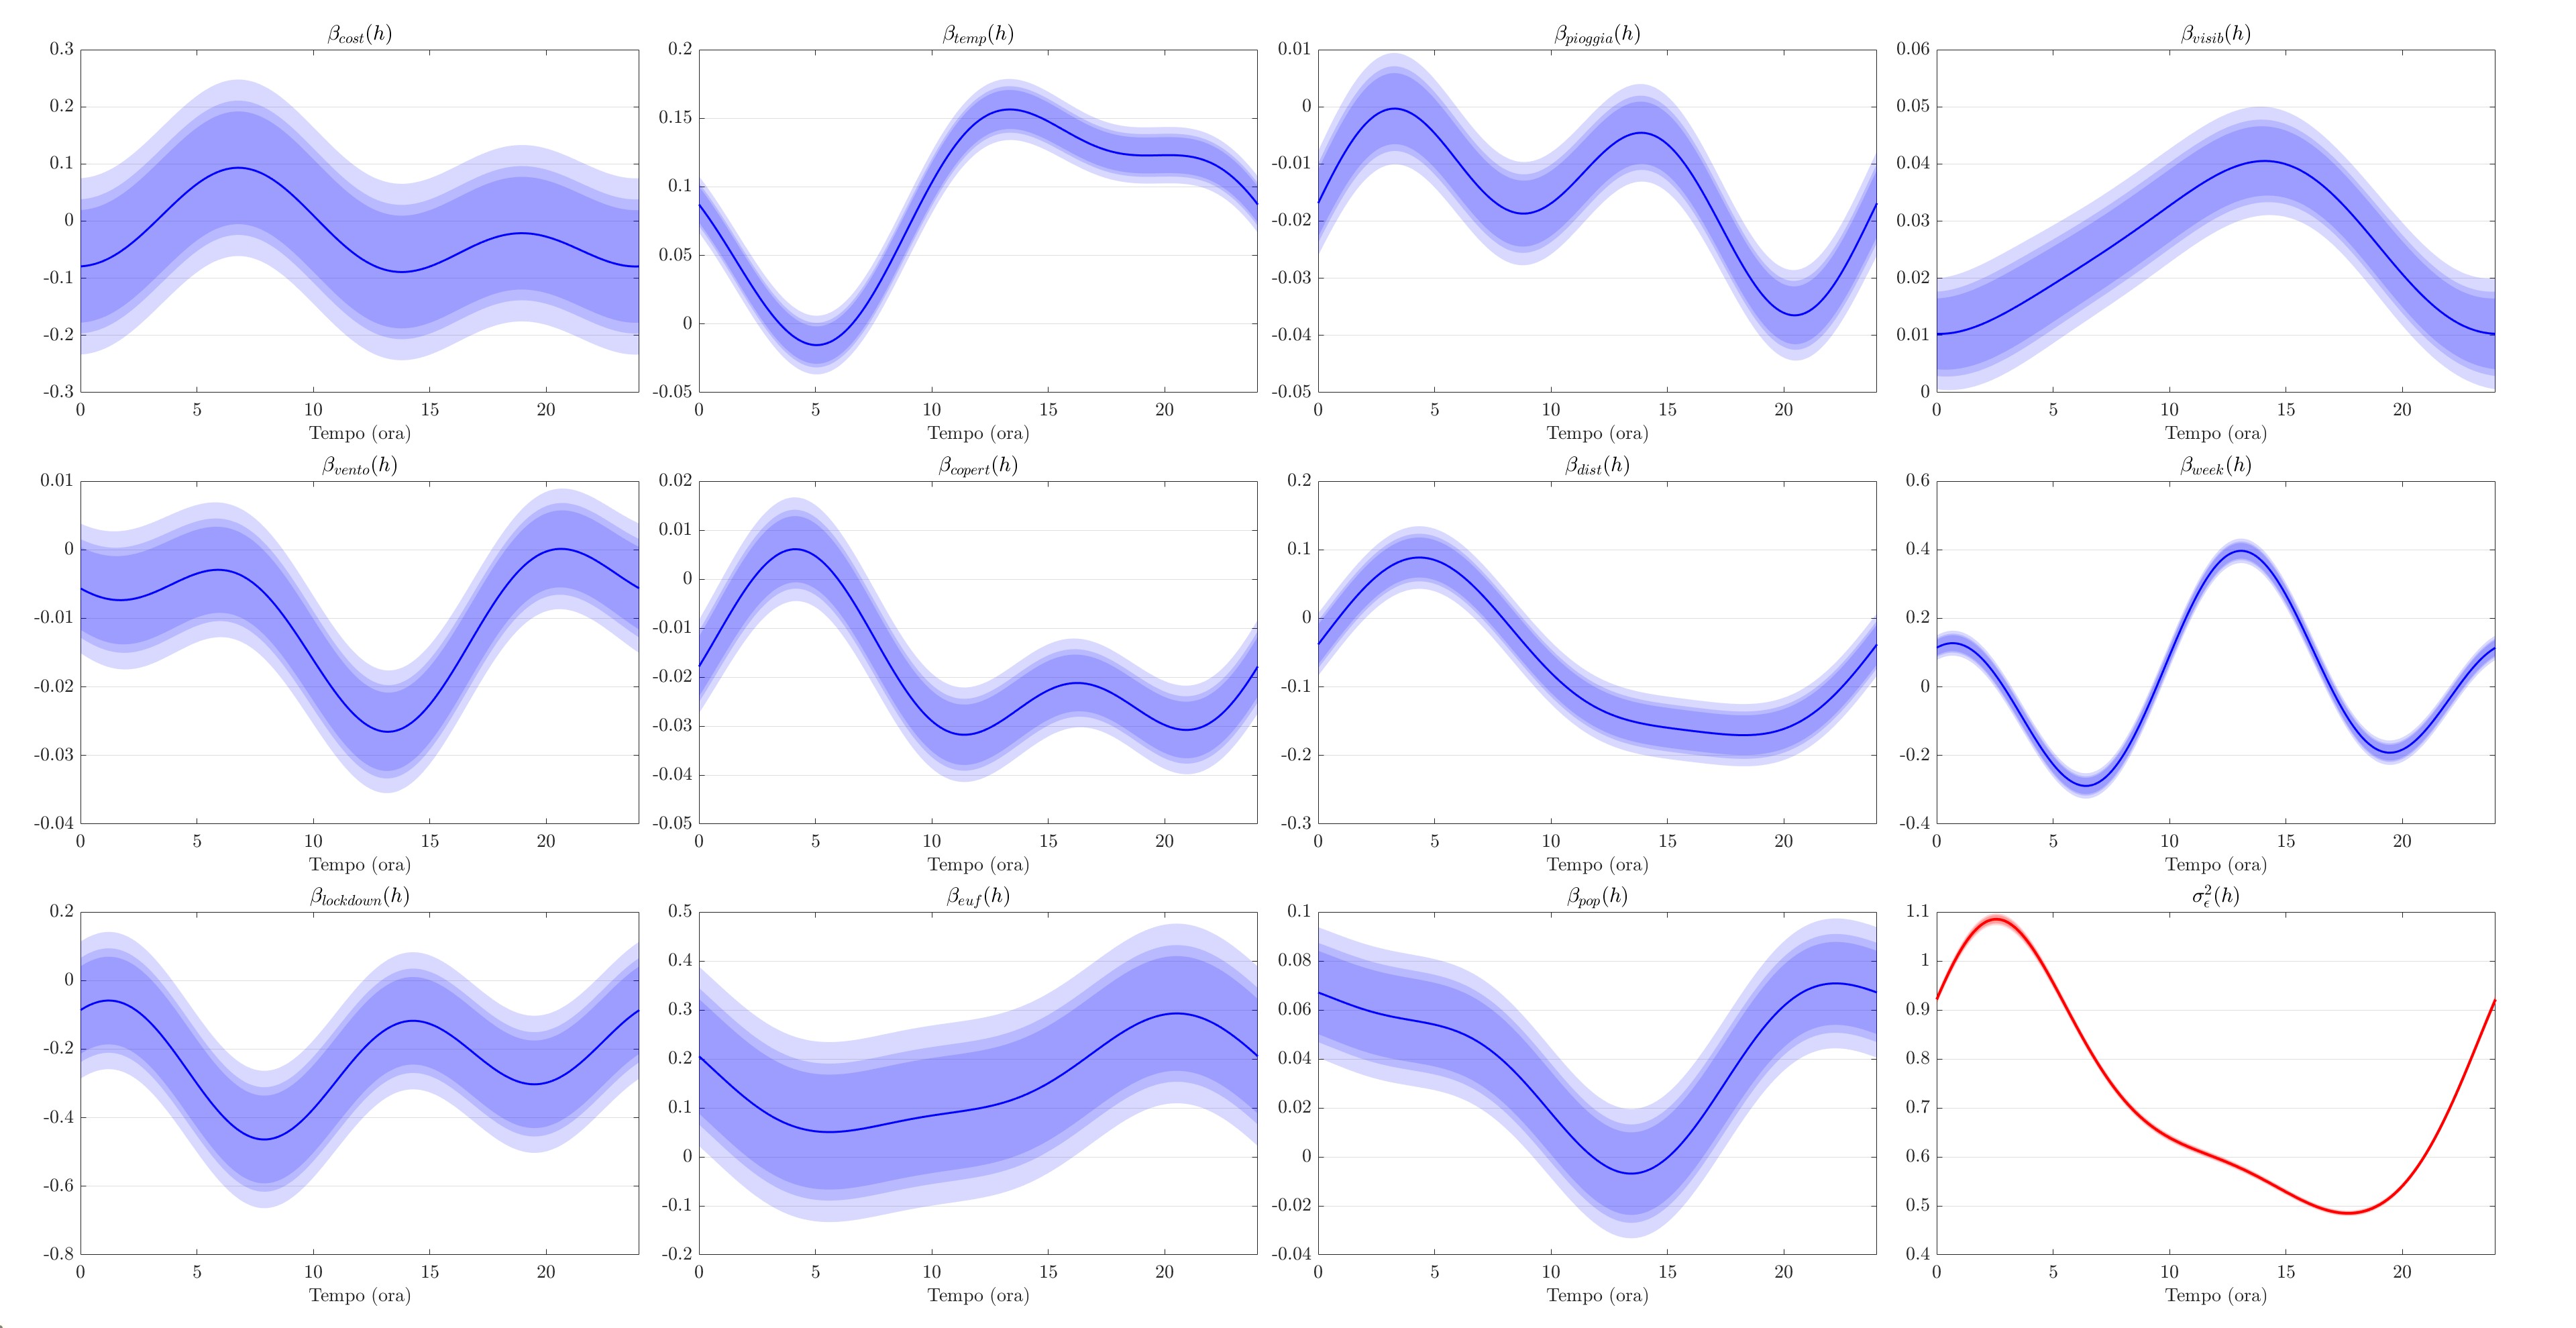 β_cost(h)
0.3
0.2
0.1
0
-0.1
-0.2
-0.3
0 5 10 15 20
Tempo (ora)
β_temp(h)
0.2
0.15
0.1
0.05
0
-0.05
0 5 10 15 20
Tempo (ora)
β_pioggia(h)
0.01
0
-0.01
-0.02
-0.03
-0.04
-0.05
0 5 10 15 20
Tempo (ora)
β_visib(h)
0.06
0.05
0.04
0.03
0.02
0.01
0
0 5 10 15 20
Tempo (ora)
β_vento(h)
0.01
0
-0.01
-0.02
-0.03
-0.04
0 5 10 15 20
Tempo (ora)
β_copert(h)
0.02
0.01
0
-0.01
-0.02
-0.03
-0.04
-0.05
0 5 10 15 20
Tempo (ora)
β_dist(h)
0.2
0.1
0
-0.1
-0.2
-0.3
0 5 10 15 20
Tempo (ora)
β_week(h)
0.6
0.4
0.2
0
-0.2
-0.4
0 5 10 15 20
Tempo (ora)
β_lockdown(h)
0.2
0
-0.2
-0.4
-0.6
-0.8
0 5 10 15 20
Tempo (ora)
β_euf(h)
0.5
0.4
0.3
0.2
0.1
0
-0.1
-0.2
0 5 10 15 20
Tempo (ora)
β_pop(h)
0.1
0.08
0.06
0.04
0.02
0
-0.02
-0.04
0 5 10 15 20
Tempo (ora)
σ²_ϵ(h)
1.1
1
0.9
0.8
0.7
0.6
0.5
0.4
0 5 10 15 20
Tempo (ora)